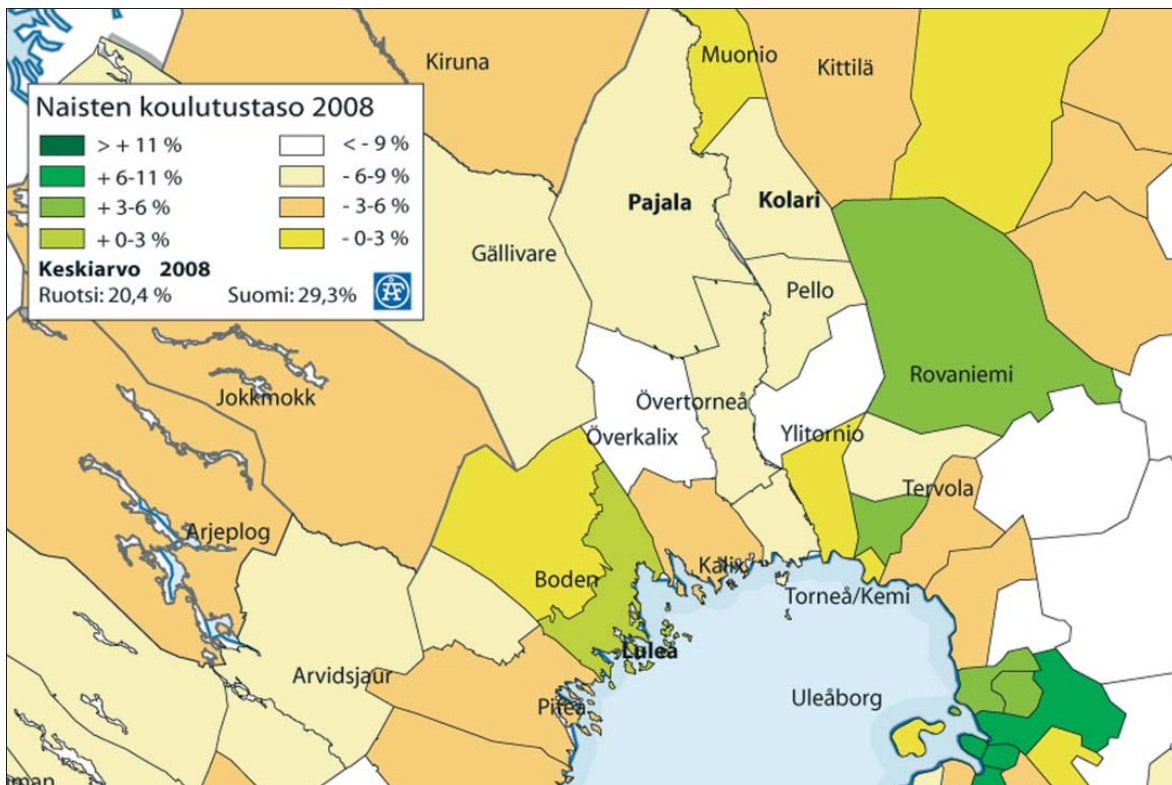 Kiruna
Muonio
Kittilä
Naisten koulutustaso 2008
> + 11 %
+ 6-11 %
+ 3-6 %
+ 0-3 %
< - 9 %
- 6-9 %
- 3-6 %
- 0-3 %
Keskiarvo 2008
Ruotsi: 20,4 % Suomi: 29,3%
ÅF
Pajala
Kolari
Gällivare
Pello
Rovaniemi
Jokkmokk
Övertorneå
Överkalix
Ylitornio
Tervola
Arjeplog
Boden
Kalix
Torneå/Kemi
Arvidsjaur
Luleå
Piteå
Uleåborg